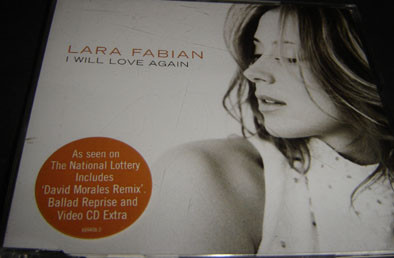 LARA FABIAN
I WILL LOVE AGAIN
As seen on
The National Lottery
Includes
'David Morales Remix'.
Ballad Reprise and
Video CD Extra